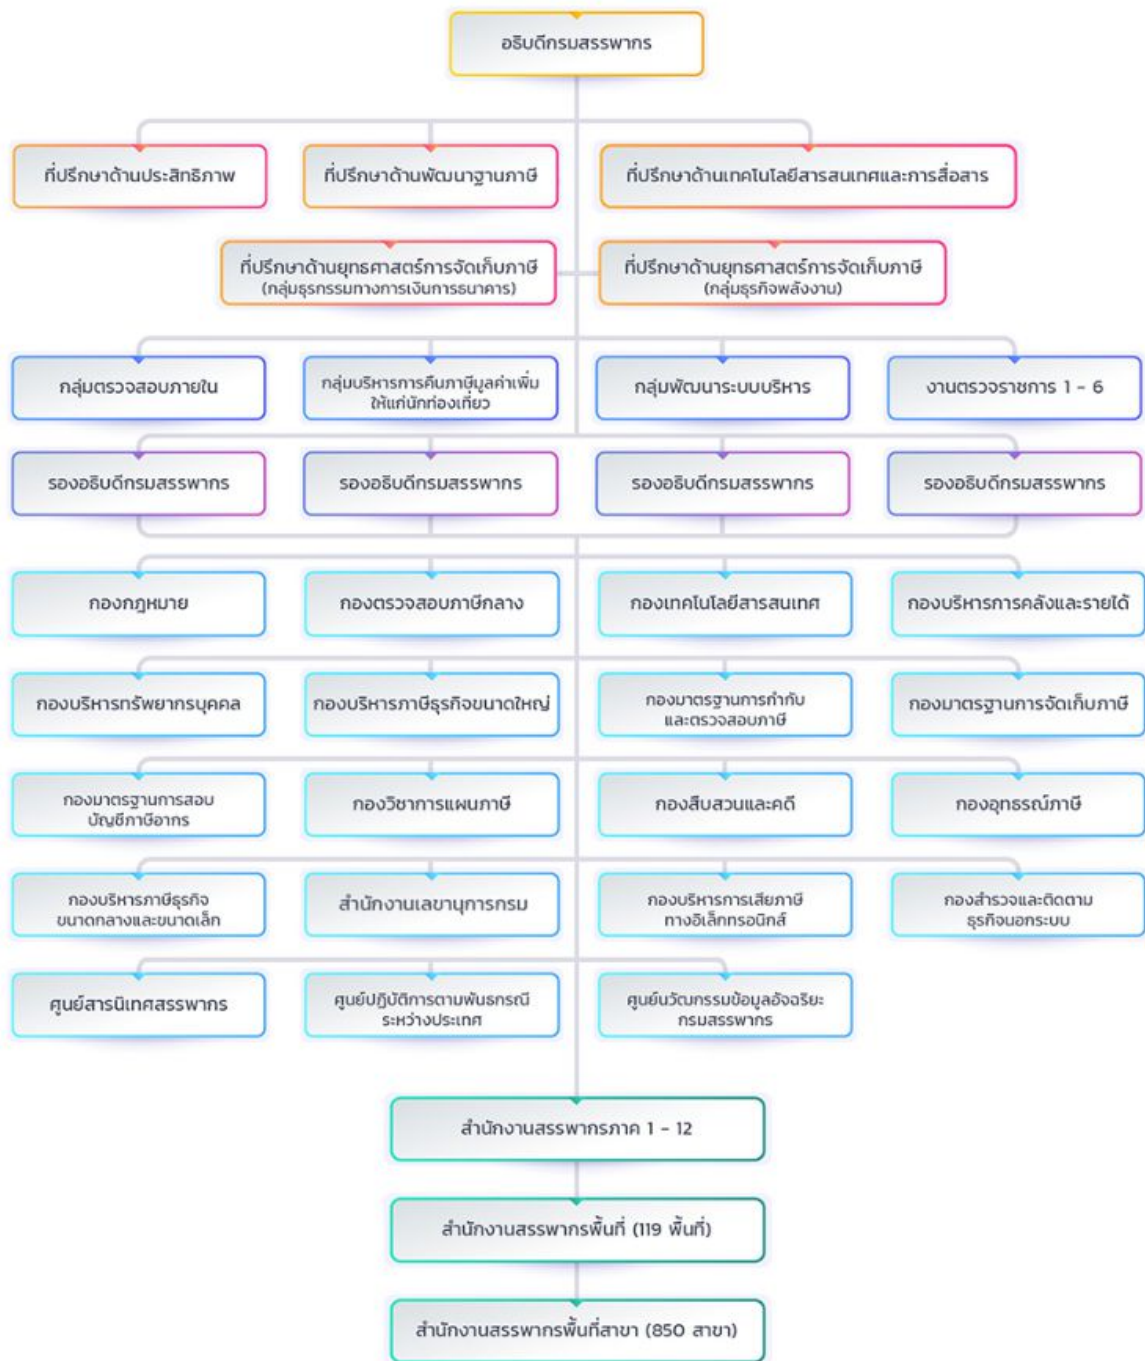 อธิบดีกรมสรรพากร
ที่ปรึกษาด้านประสิทธิภาพ
ที่ปรึกษาด้านพัฒนาฐานภาษี
ที่ปรึกษาด้านเทคโนโลยีสารสนเทศและการสื่อสาร
ที่ปรึกษาด้านยุทธศาสตร์การจัดเก็บภาษี
(กลุ่มธุรกรรมทางการเงินการธนาคาร)
ที่ปรึกษาด้านยุทธศาสตร์การจัดเก็บภาษี
(กลุ่มธุรกิจพลังงาน)
กลุ่มตรวจสอบภายใน
กลุ่มบริหารการคืนภาษีมูลค่าเพิ่ม
ให้แก่นักท่องเที่ยว
กลุ่มพัฒนาระบบบริหาร
งานตรวจราชการ 1 - 6
รองอธิบดีกรมสรรพากร
รองอธิบดีกรมสรรพากร
รองอธิบดีกรมสรรพากร
รองอธิบดีกรมสรรพากร
กองกฎหมาย
กองตรวจสอบภาษีกลาง
กองเทคโนโลยีสารสนเทศ
กองบริหารการคลังและรายได้
กองบริหารทรัพยากรบุคคล
กองบริหารภาษีธุรกิจขนาดใหญ่
กองมาตรฐานการกำกับ
และตรวจสอบภาษี
กองมาตรฐานการจัดเก็บภาษี
กองมาตรฐานการสอบ
บัญชีภาษีอากร
กองวิชาการแผนภาษี
กองสืบสวนและคดี
กองอุทธรณ์ภาษี
กองบริหารภาษีธุรกิจ
ขนาดกลางและขนาดเล็ก
สำนักงานเลขานุการกรม
กองบริหารการเสียภาษี
ทางอิเล็กทรอนิกส์
กองสำรวจและติดตาม
ธุรกิจนอกระบบ
ศูนย์สารนิเทศสรรพากร
ศูนย์ปฏิบัติการตามพันธกรณี
ระหว่างประเทศ
ศูนย์นวัตกรรมข้อมูลอัจฉริยะ
กรมสรรพากร
สำนักงานสรรพากรภาค 1 - 12
สำนักงานสรรพากรพื้นที่ (119 พื้นที่)
สำนักงานสรรพากรพื้นที่สาขา (850 สาขา)